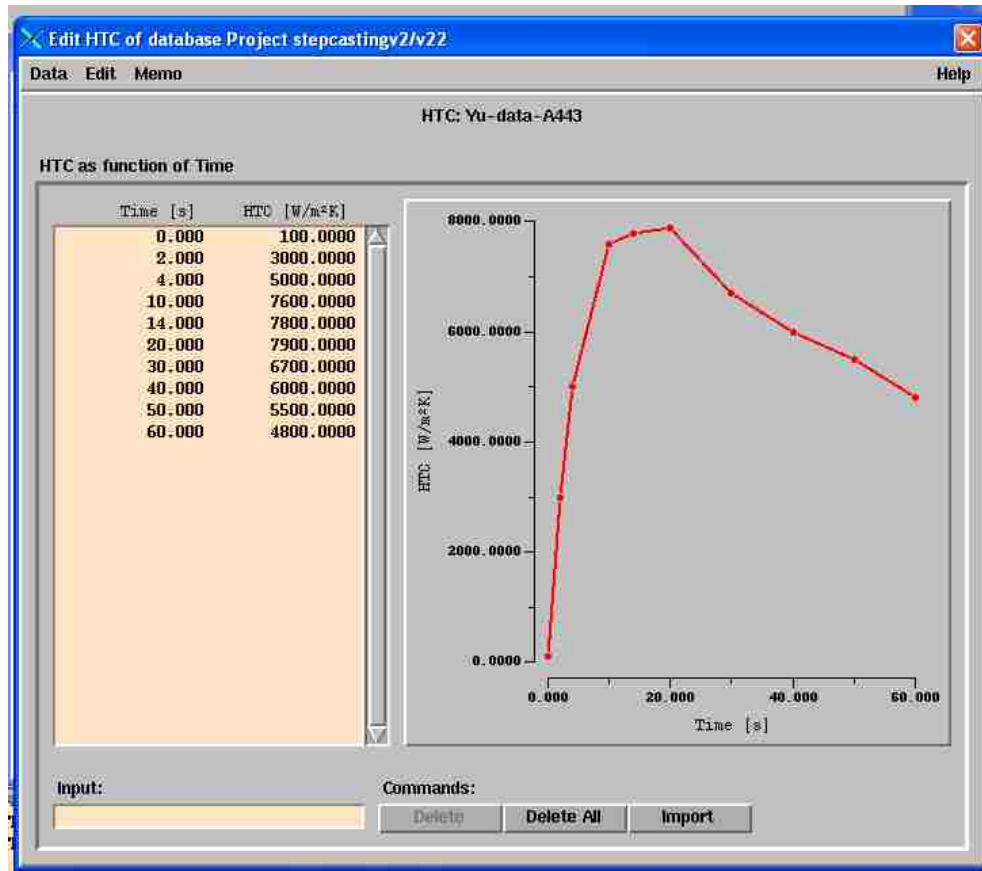 Edit HTC of database Project stepcastingv2/v22
Data Edit Memo Help
HTC: Yu-data-A443
HTC as function of Time
Time [s] HTC [W/m²K]
0.000 100.0000
2.000 3000.0000
4.000 5000.0000
10.000 7600.0000
14.000 7800.0000
20.000 7900.0000
30.000 6700.0000
40.000 6000.0000
50.000 5500.0000
60.000 4800.0000
8000.0000
6000.0000
4000.0000
2000.0000
0.0000
HTC [W/m²K]
0.000 20.000 40.000 60.000
Time [s]
Input: Commands:
Delete Delete All Import